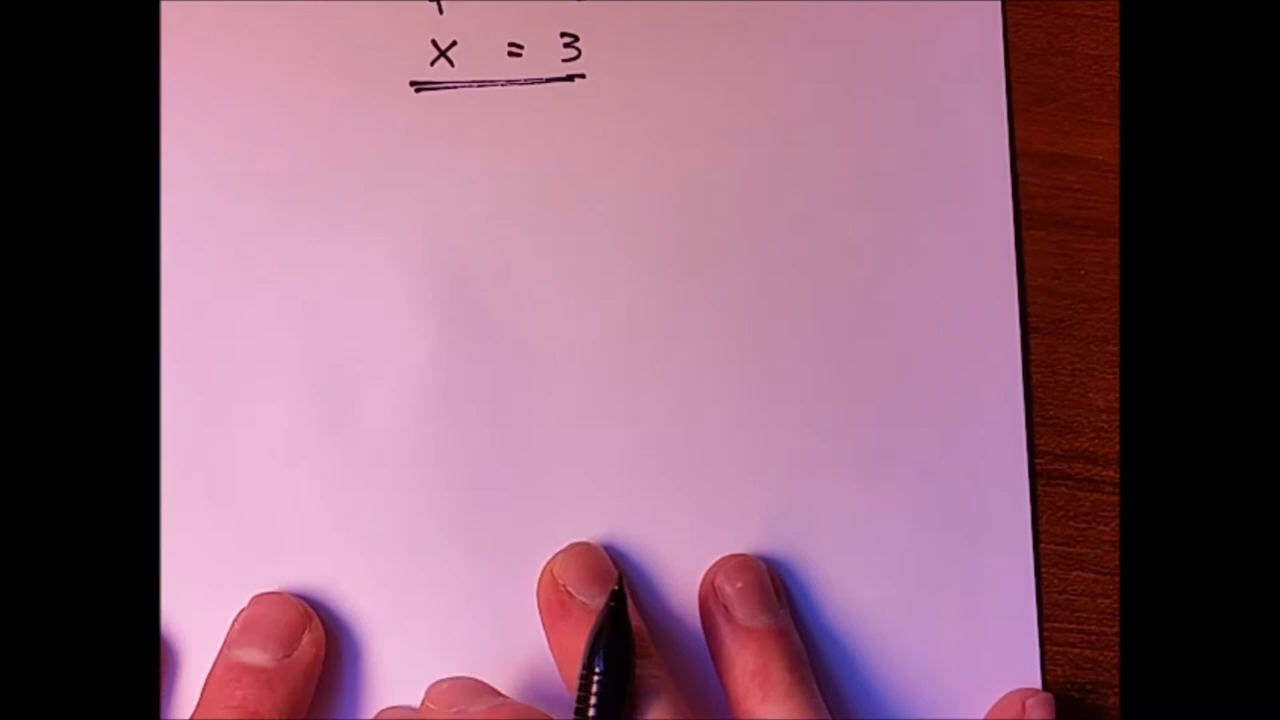 x = 3